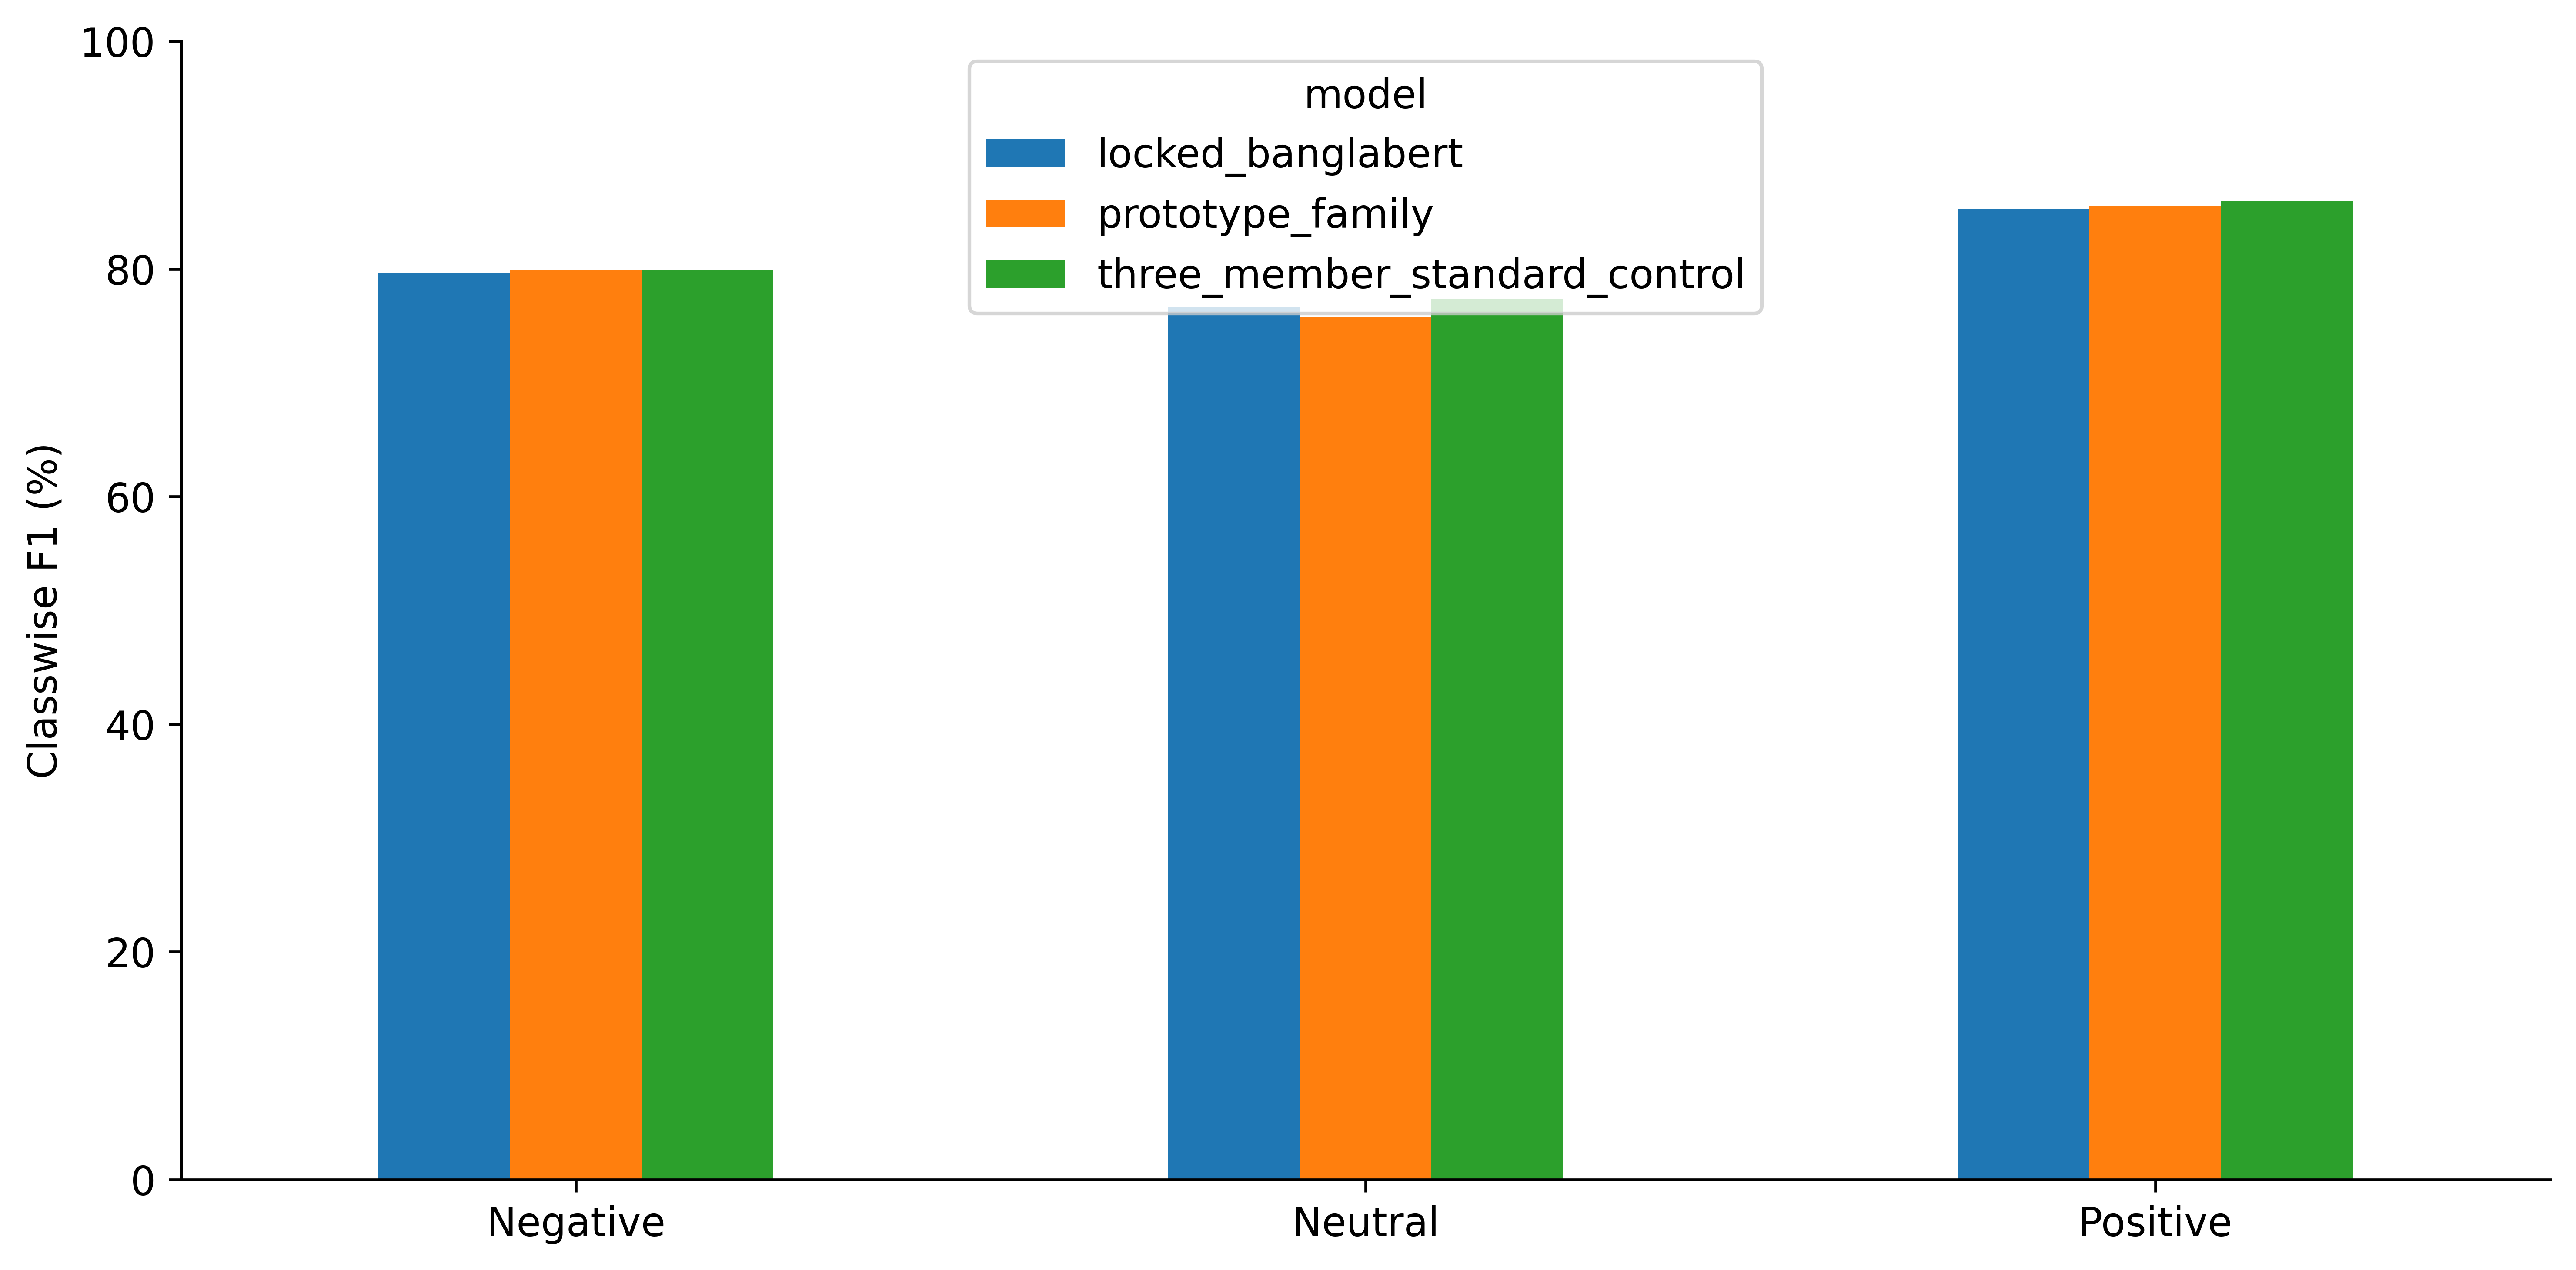 100
80
60
40
20
0
Classwise F1 (%)
model
locked_banglabert
prototype_family
three_member_standard_control
Negative
Neutral
Positive